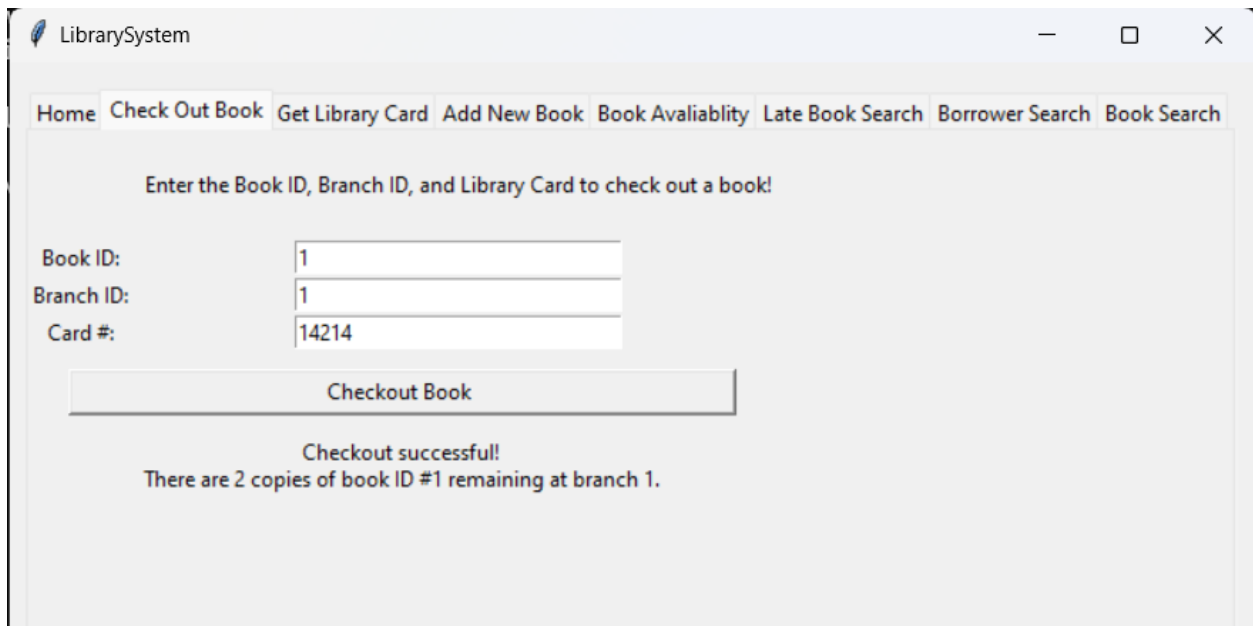 LibrarySystem
Home Check Out Book Get Library Card Add New Book Book Avaliablity Late Book Search Borrower Search Book Search
Enter the Book ID, Branch ID, and Library Card to check out a book!
Book ID: 1
Branch ID: 1
Card #: 14214
Checkout Book
Checkout successful!
There are 2 copies of book ID #1 remaining at branch 1.